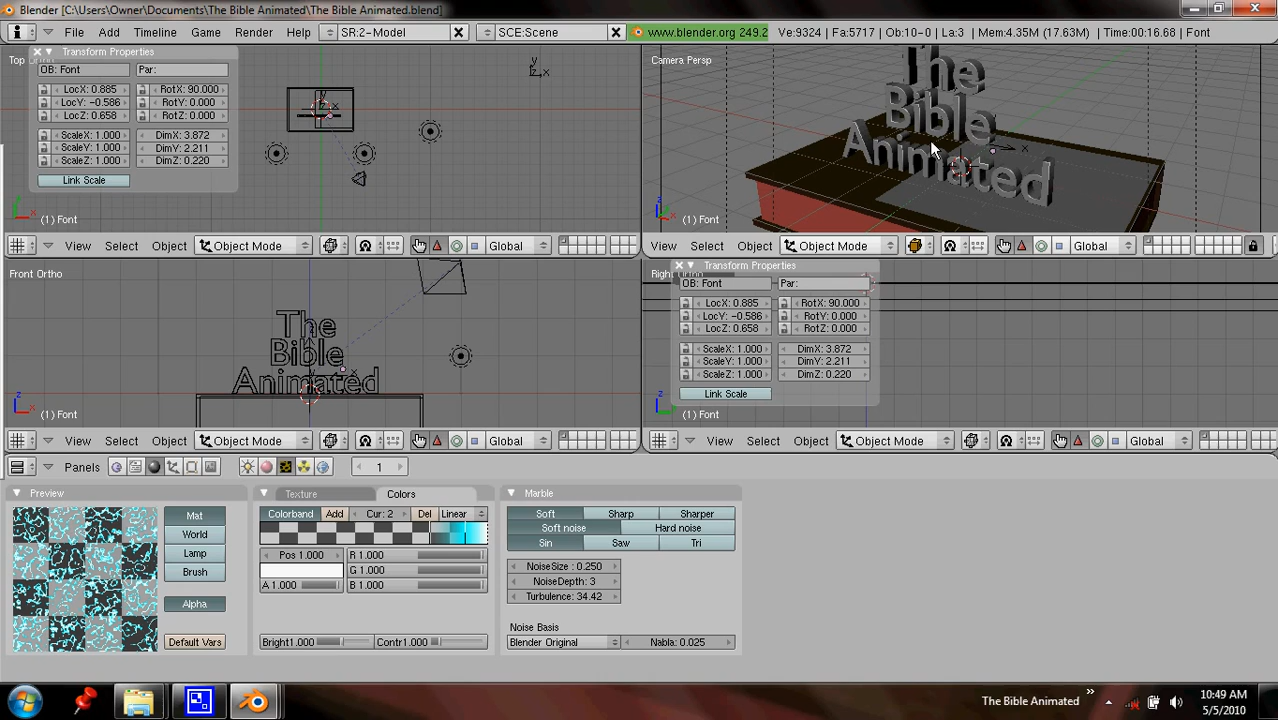 Blender [C:\Users\Owner\Documents\The Bible Animated\The Bible Animated.blend]
File Add Timeline Game Render Help SR:2-Model SCE:Scene www.blender.org 249.2 Ve:9324 | Fa:5717 | Ob:10-0 | La:3 | Mem:4.35M (17.63M) | Time:00:16.68 | Font
Transform Properties
OB: Font Par:
LocX: 0.885 RotX: 90.000
LocY: -0.586 RotY: 0.000
LocZ: 0.658 RotZ: 0.000
ScaleX: 1.000 DimX: 3.872
ScaleY: 1.000 DimY: 2.211
ScaleZ: 1.000 DimZ: 0.220
Link Scale
(1) Font
View Select Object Object Mode Global
Camera Persp
The
Bible
Animated
(1) Font
View Select Object Object Mode Global
Front Ortho
The
Bible
Animated
(1) Font
View Select Object Object Mode Global
Transform Properties
OB: Font Par:
LocX: 0.885 RotX: 90.000
LocY: -0.586 RotY: 0.000
LocZ: 0.658 RotZ: 0.000
ScaleX: 1.000 DimX: 3.872
ScaleY: 1.000 DimY: 2.211
ScaleZ: 1.000 DimZ: 0.220
Link Scale
(1) Font
View Select Object Object Mode Global
Panels 1
Preview
Mat
World
Lamp
Brush
Alpha
Default Vars
Texture Colors
Colorband Add Cur: 2 Del Linear
Pos 1.000 R 1.000
G 1.000
A 1.000 B 1.000
Bright1.000 Contr1.000
Marble
Soft Sharp Sharper
Soft noise Hard noise
Sin Saw Tri
NoiseSize : 0.250
NoiseDepth: 3
Turbulence: 34.42
Noise Basis
Blender Original Nabla: 0.025
The Bible Animated
10:49 AM
5/5/2010